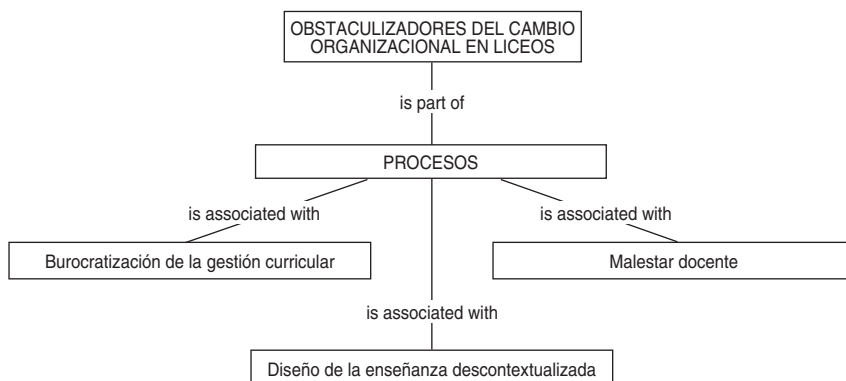 OBSTACULIZADORES DEL CAMBIO
ORGANIZACIONAL EN LICEOS
is part of
PROCESOS
is associated with
is associated with
Burocratización de la gestión curricular
Malestar docente
is associated with
Diseño de la enseñanza descontextualizada